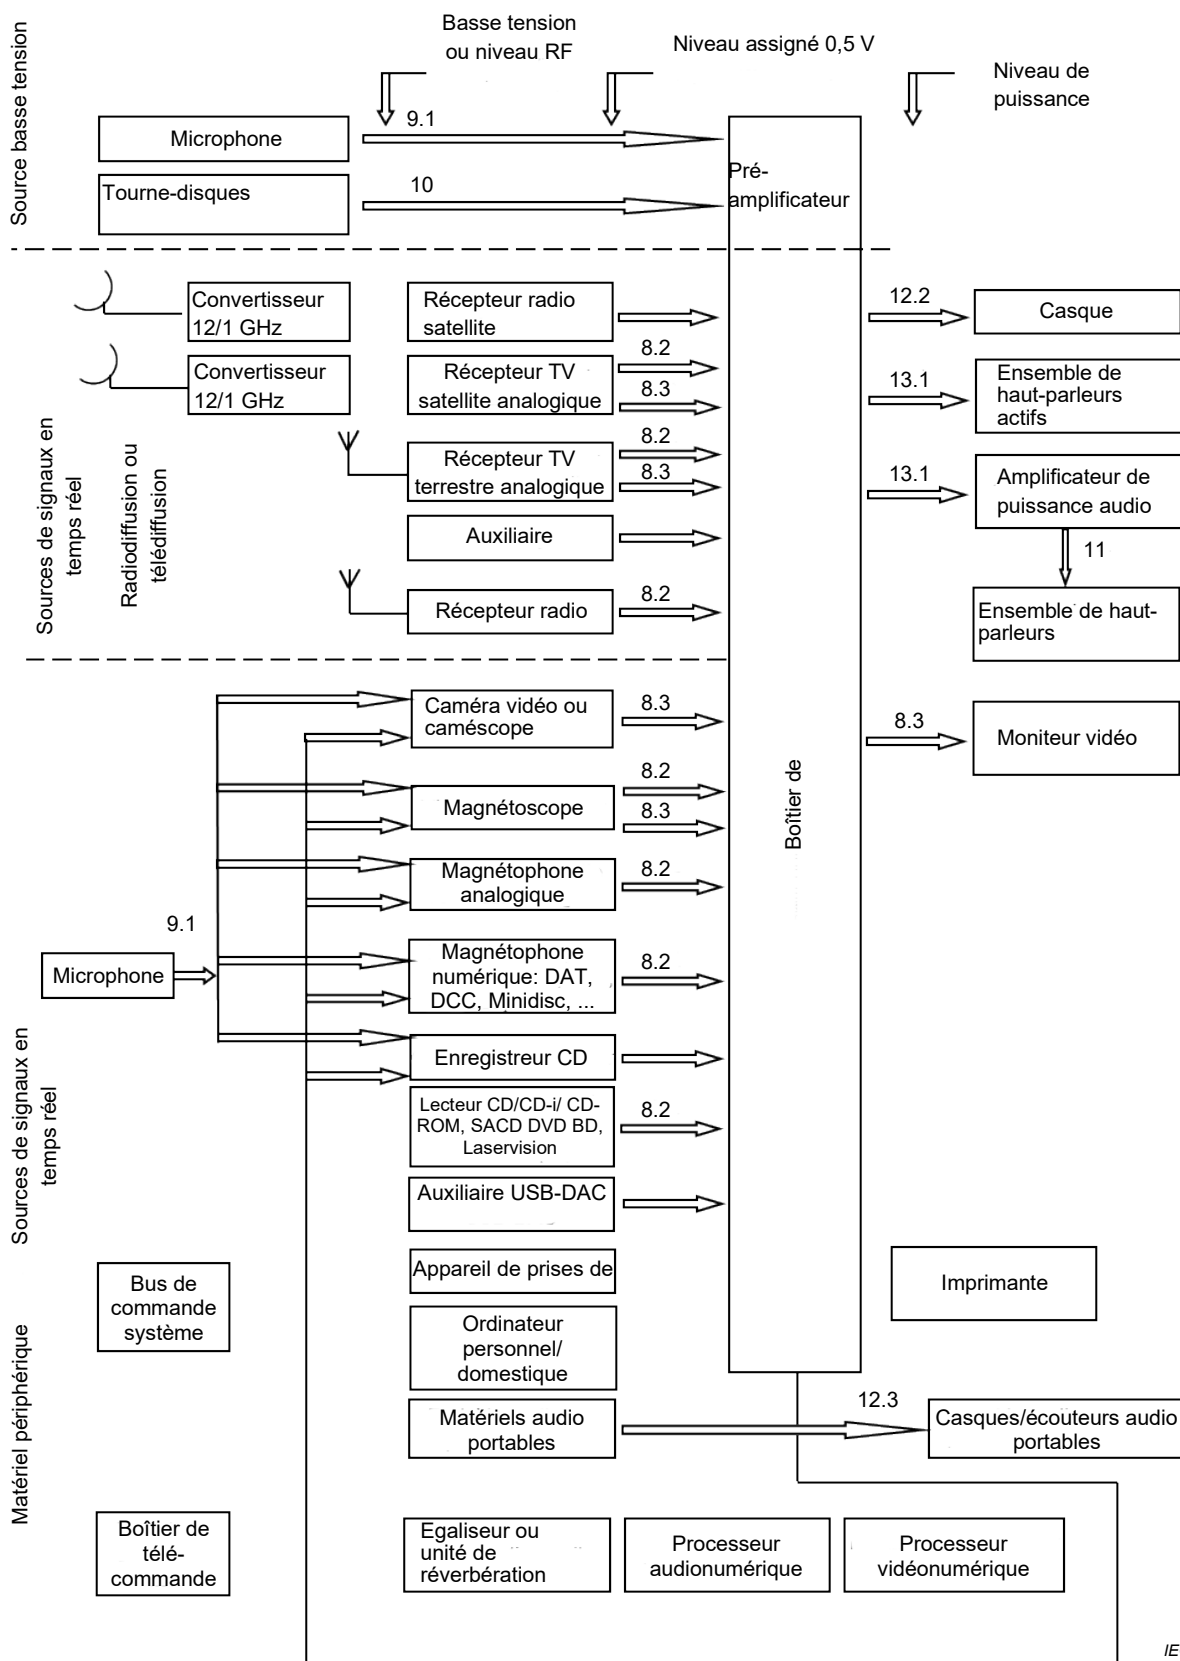 Basse tension
ou niveau RF
Niveau assigné 0,5 V
Niveau de
puissance
Source basse tension
Microphone
9.1
Tourne-disques
10
Pré-
amplificateur
Sources de signaux en
temps réel
Radiodiffusion ou
télédiffusion
Convertisseur
12/1 GHz
Récepteur radio
satellite
12.2
Casque
Convertisseur
12/1 GHz
Récepteur TV
satellite analogique
8.2
8.3
13.1
Ensemble de
haut-parleurs
actifs
Récepteur TV
terrestre analogique
8.2
8.3
13.1
Amplificateur de
puissance audio
Auxiliaire
11
Récepteur radio
8.2
Ensemble de haut-
parleurs
Caméra vidéo ou
caméscope
8.3
8.3
Moniteur vidéo
Boîtier de
Magnétoscope
8.2
8.3
Magnétophone
analogique
8.2
9.1
Microphone
Magnétophone
numérique: DAT,
DCC, Minidisc, ...
8.2
Enregistreur CD
Sources de signaux en
temps réel
Lecteur CD/CD-i/ CD-
ROM, SACD DVD BD,
Laservision
8.2
Auxiliaire USB-DAC
Matériel périphérique
Bus de
commande
système
Appareil de prises de
Imprimante
Ordinateur
personnel/
domestique
Matériels audio
portables
12.3
Casques/écouteurs audio
portables
Boîtier de
télé-
commande
Egaliseur ou
unité de
réverbération
Processeur
audionumérique
Processeur
vidéonumérique
IE